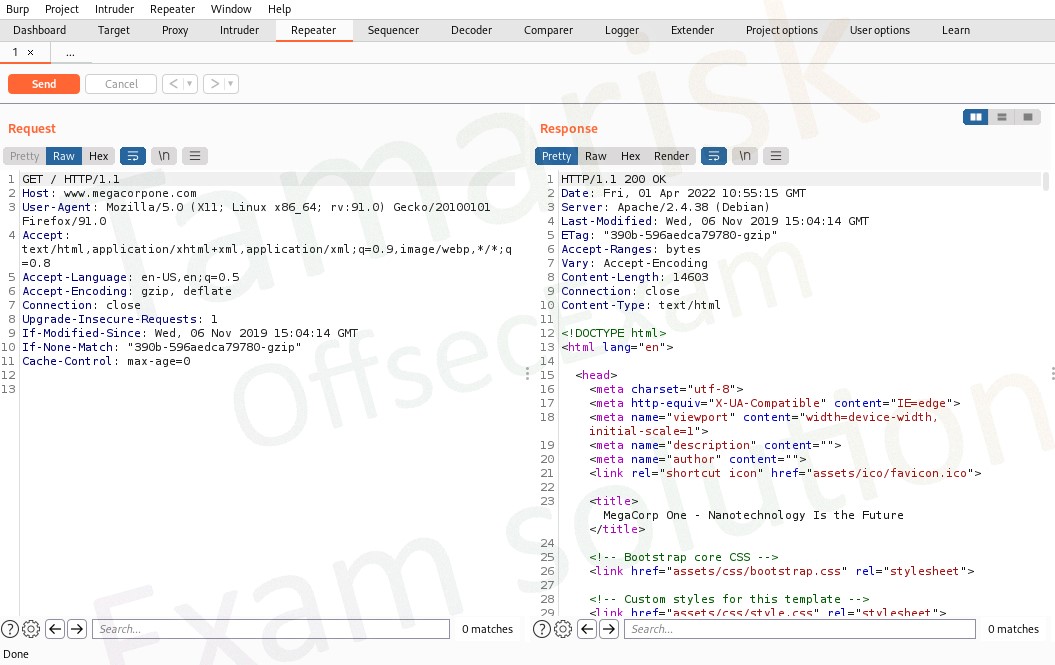 Burp Project Intruder Repeater Window Help
Dashboard Target Proxy Intruder Repeater Sequencer Decoder Comparer Logger Extender Project options User options Learn
1 × ...
Send Cancel < ▾ > ▾
Request
Pretty Raw Hex \n
1 GET / HTTP/1.1
2 Host: www.megacorpone.com
3 User-Agent: Mozilla/5.0 (X11; Linux x86_64; rv:91.0) Gecko/20100101
Firefox/91.0
4 Accept:
text/html,application/xhtml+xml,application/xml;q=0.9,image/webp,*/*;q
=0.8
5 Accept-Language: en-US,en;q=0.5
6 Accept-Encoding: gzip, deflate
7 Connection: close
8 Upgrade-Insecure-Requests: 1
9 If-Modified-Since: Wed, 06 Nov 2019 15:04:14 GMT
10 If-None-Match: "390b-596aedca79780-gzip"
11 Cache-Control: max-age=0
12
13
Search... 0 matches
Response
Pretty Raw Hex Render \n
1 HTTP/1.1 200 OK
2 Date: Fri, 01 Apr 2022 10:55:15 GMT
3 Server: Apache/2.4.38 (Debian)
4 Last-Modified: Wed, 06 Nov 2019 15:04:14 GMT
5 ETag: "390b-596aedca79780-gzip"
6 Accept-Ranges: bytes
7 Vary: Accept-Encoding
8 Content-Length: 14603
9 Connection: close
10 Content-Type: text/html
11
12 <!DOCTYPE html>
13 <html lang="en">
14
15 <head>
16 <meta charset="utf-8">
17 <meta http-equiv="X-UA-Compatible" content="IE=edge">
18 <meta name="viewport" content="width=device-width,
initial-scale=1">
19 <meta name="description" content="">
20 <meta name="author" content="">
21 <link rel="shortcut icon" href="assets/ico/favicon.ico">
22
23 <title>
MegaCorp One - Nanotechnology Is the Future
</title>
24
25 <!-- Bootstrap core CSS -->
26 <link href="assets/css/bootstrap.css" rel="stylesheet">
27
28 <!-- Custom styles for this template -->
29 <link href="assets/css/style.css" rel="stylesheet">
Search... 0 matches
Done
Tamarisk
OffsecExam
Exam solution